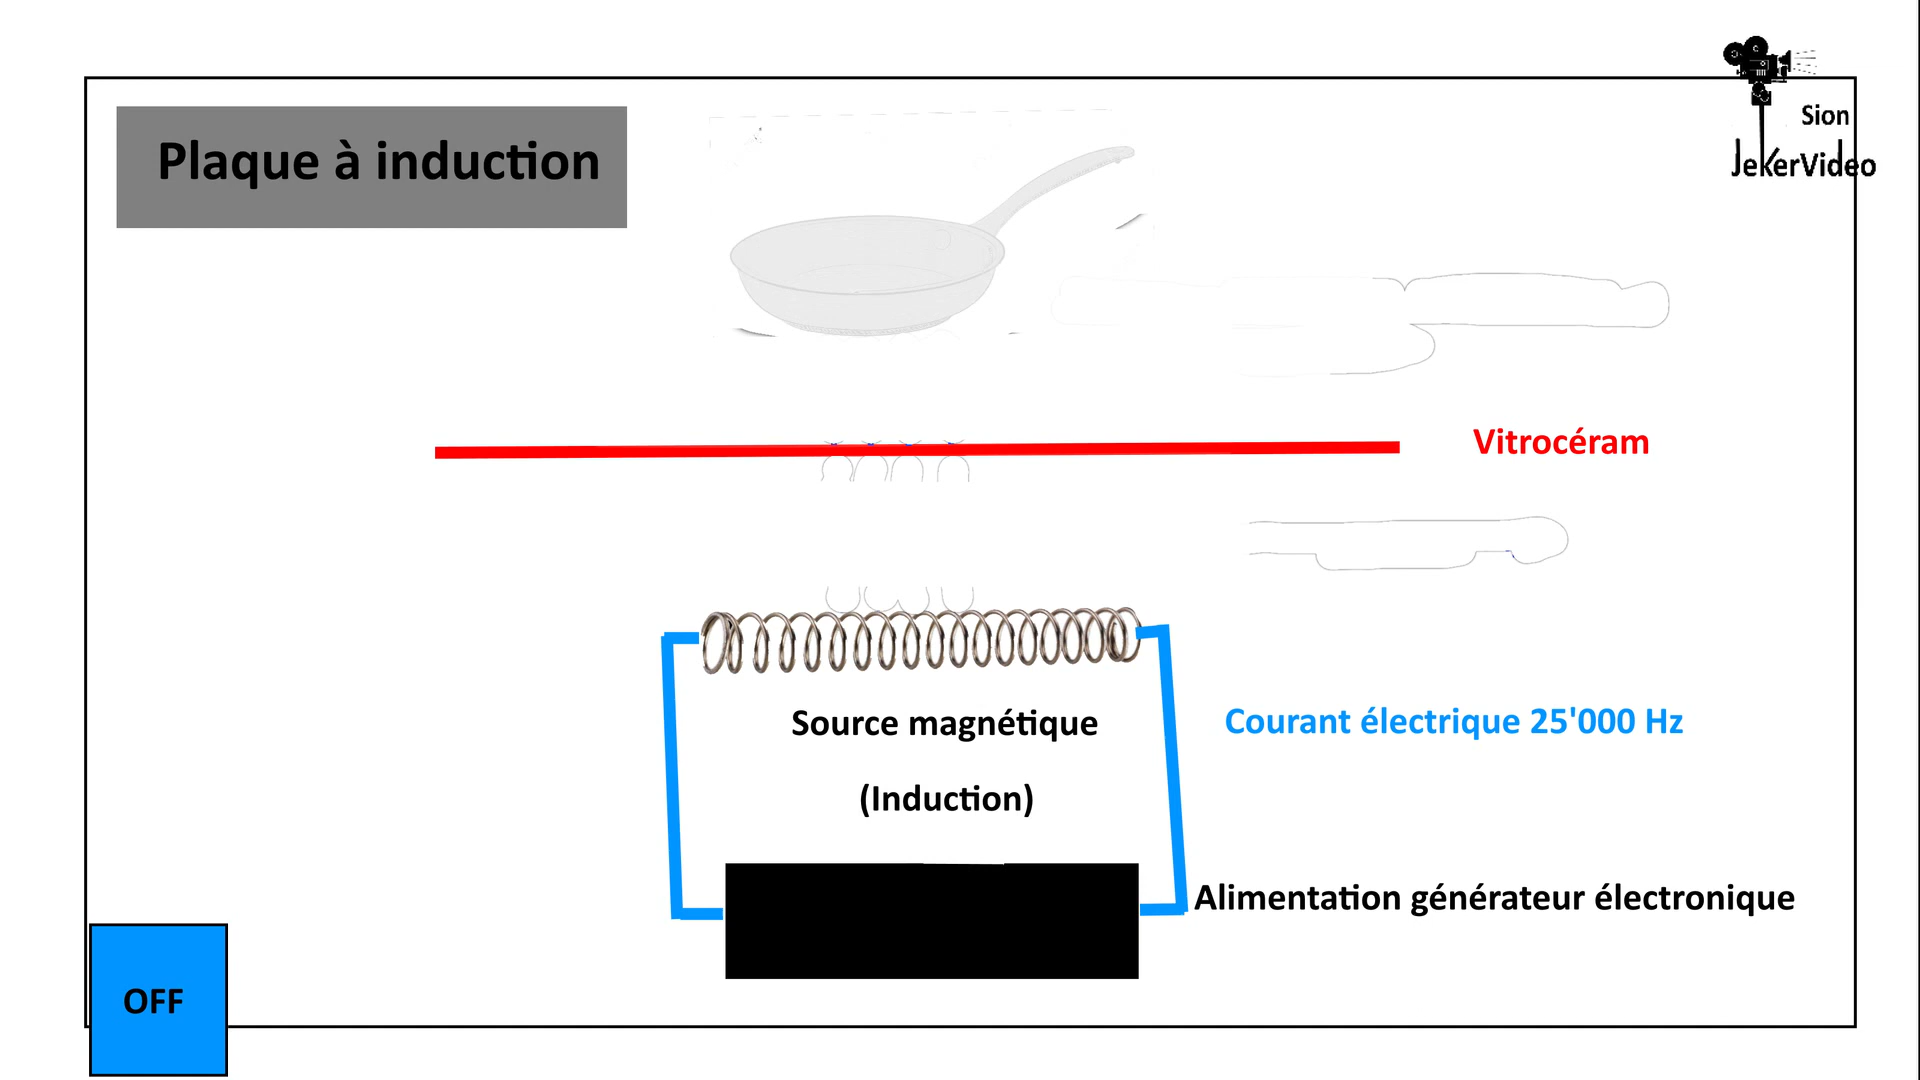 Plaque à induction
Sion
JeKerVideo
Vitrocéram
Source magnétique
(Induction)
Courant électrique 25'000 Hz
Alimentation générateur électronique
OFF